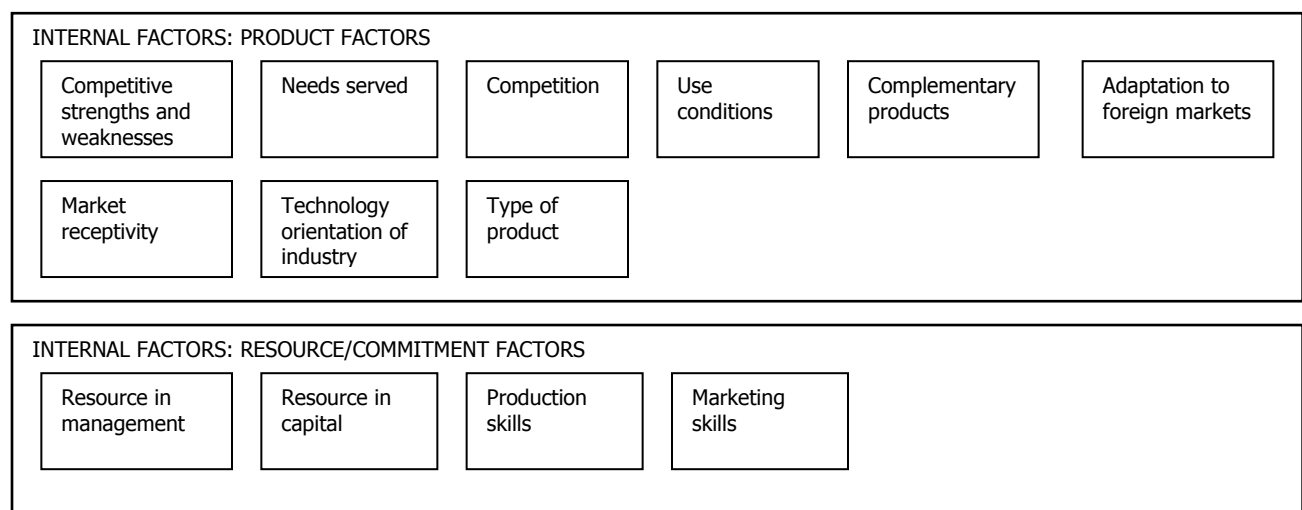 INTERNAL FACTORS: PRODUCT FACTORS
Competitive
strengths and
weaknesses
Needs served
Competition
Use
conditions
Complementary
products
Adaptation to
foreign markets
Market
receptivity
Technology
orientation of
industry
Type of
product
INTERNAL FACTORS: RESOURCE/COMMITMENT FACTORS
Resource in
management
Resource in
capital
Production
skills
Marketing
skills